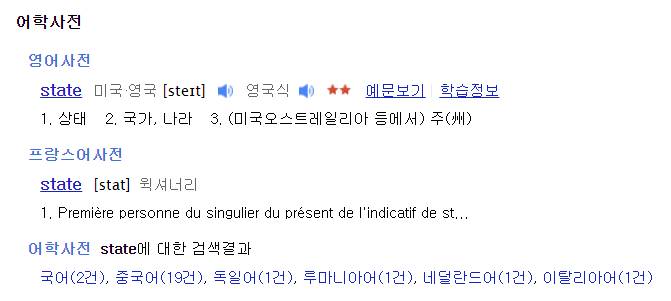 어학사전
영어사전
state 미국·영국 [steɪt] 영국식 ★★ 예문보기 학습정보
1. 상태 2. 국가, 나라 3. (미국오스트레일리아 등에서) 주(州)
프랑스어사전
state [stat] 윅셔너리
1. Première personne du singulier du présent de l'indicatif de st...
어학사전 state에 대한 검색결과
국어(2건), 중국어(19건), 독일어(1건), 루마니아어(1건), 네덜란드어(1건), 이탈리아어(1건)